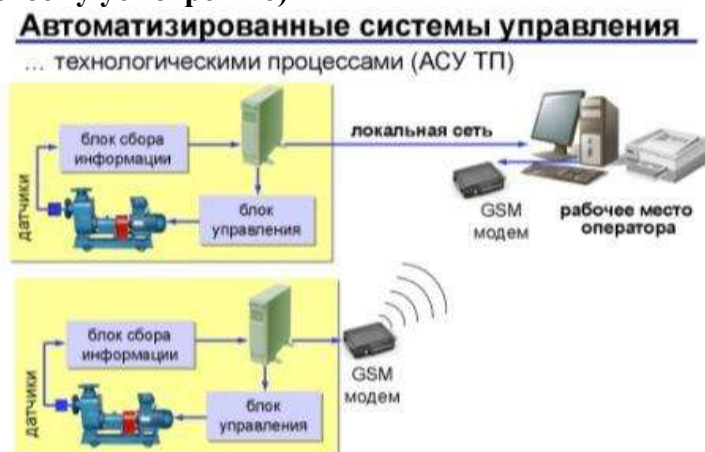 Автоматизированные системы управления
... технологическими процессами (АСУ ТП)
блок сбора
информации
локальная сеть
датчики
блок
управления
GSM
модем
рабочее место
оператора
блок сбора
информации
датчики
блок
управления
GSM
модем